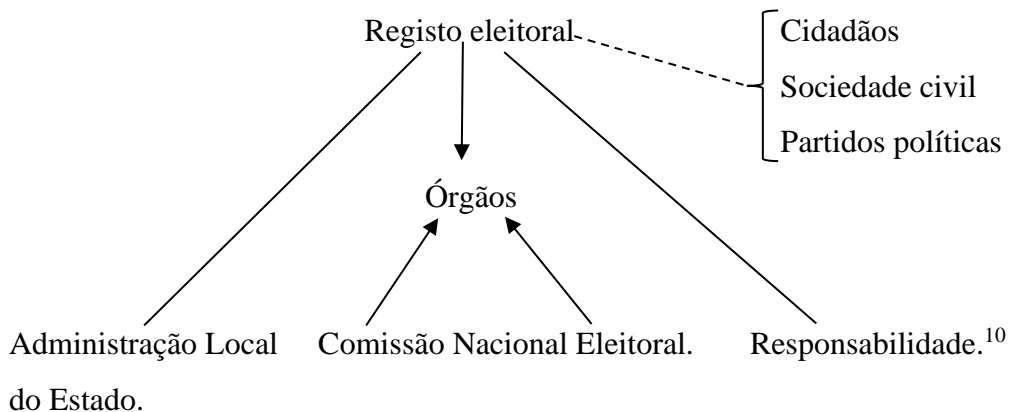 Registo eleitoral
Cidadãos
Sociedade civil
Partidos políticas
Órgãos
Administração Local
do Estado.
Comissão Nacional Eleitoral.
Responsabilidade.10